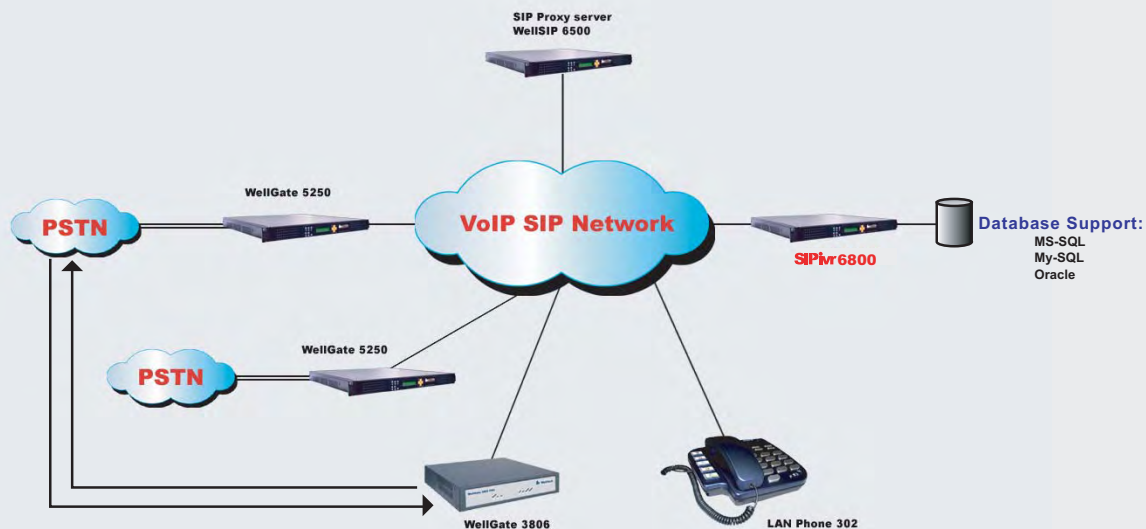 SIP Proxy server
WellSIP 6500
WellGate 5250
PSTN
VoIP SIP Network
SIPivr6800
Database Support:
MS-SQL
My-SQL
Oracle
WellGate 5250
PSTN
WellGate 3806
LAN Phone 302